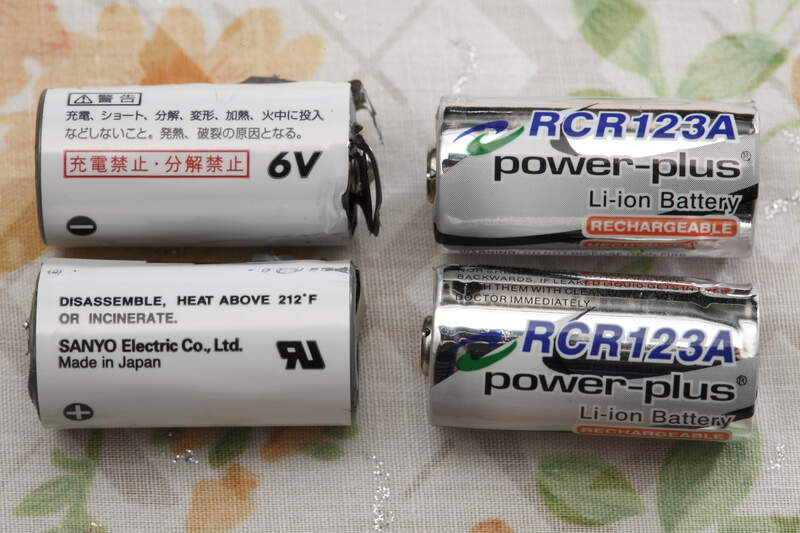 ⚠警告
充電、ショート、分解、変形、加熱、火中に投入
などしないこと。発熱、破裂の原因となる。
充電禁止・分解禁止
6V
DISASSEMBLE, HEAT ABOVE 212°F
OR INCINERATE.
SANYO Electric Co., Ltd.
Made in Japan
RCR123A
power-plus®
Li-ion Battery
RECHARGEABLE
BACKWARDS. IF LEAKED LIQUID GETS
THEM WITH CLEAN
DOCTOR IMMEDIATELY.
RCR123A
power-plus®
Li-ion Battery
RECHARGEABLE